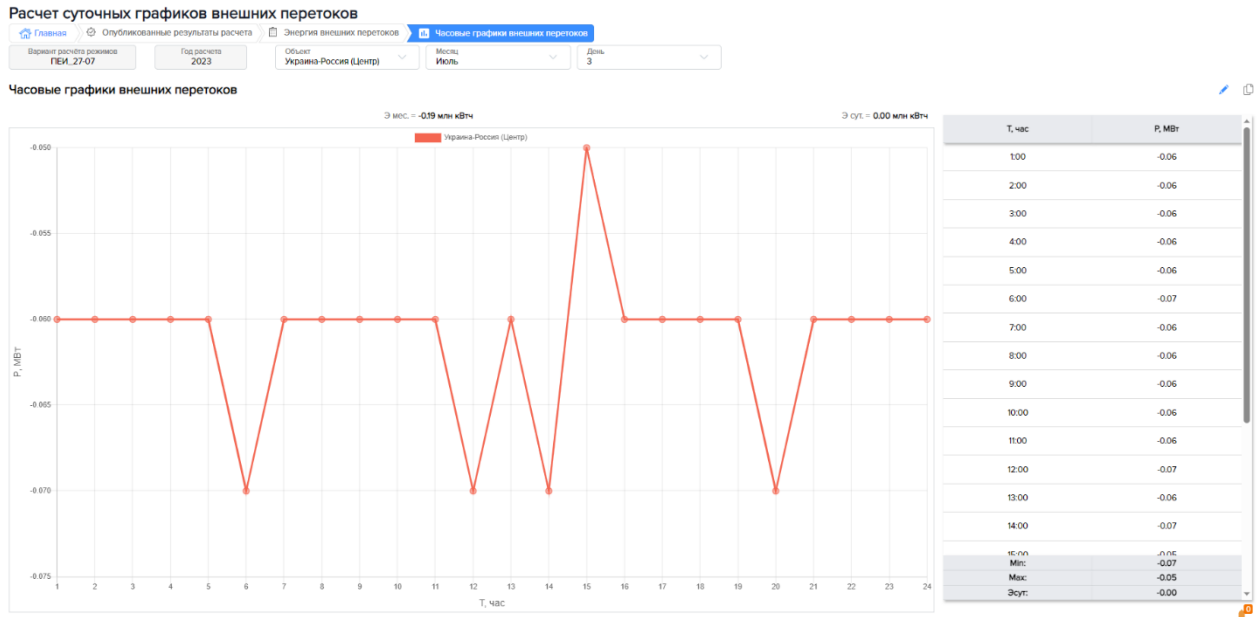 Расчет суточных графиков внешних перетоков
Главная Опубликованные результаты расчета Энергия внешних перетоков Часовые графики внешних перетоков
Вариант расчёта режимов Год расчета Объект Месяц День
ПЕИ_27-07 2023 Украина-Россия (Центр) Июль 3
Часовые графики внешних перетоков
Э мес. = -0.19 млн кВтч Э сут. = 0.00 млн кВтч
Украина-Россия (Центр)
-0.050
-0.055
-0.060
-0.065
-0.070
-0.075
P, МВт
1 2 3 4 5 6 7 8 9 10 11 12 13 14 15 16 17 18 19 20 21 22 23 24
T, час
T, час P, МВт
1:00 -0.06
2:00 -0.06
3:00 -0.06
4:00 -0.06
5:00 -0.06
6:00 -0.07
7:00 -0.06
8:00 -0.06
9:00 -0.06
10:00 -0.06
11:00 -0.06
12:00 -0.07
13:00 -0.06
14:00 -0.07
15:00 -0.05
Min: -0.07
Max: -0.05
Эсут: -0.00
0